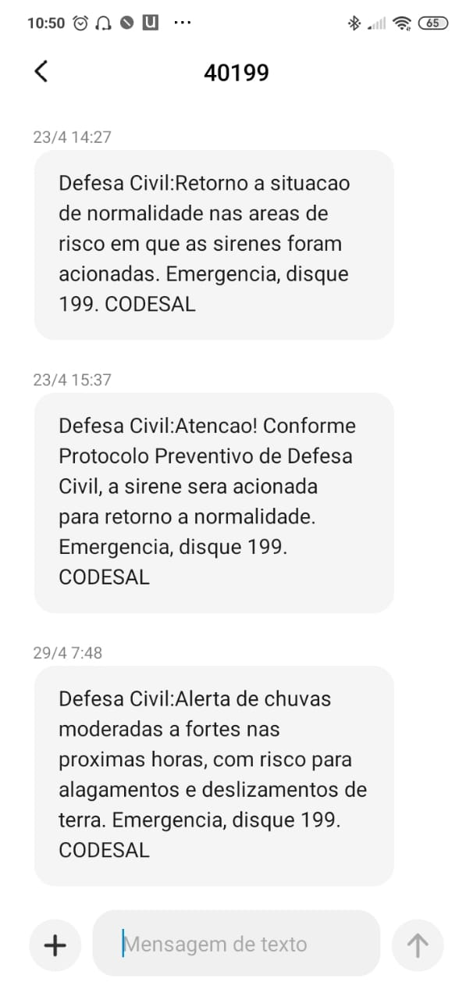 10:50 U ... 65
40199
23/4 14:27
Defesa Civil:Retorno a situacao
de normalidade nas areas de
risco em que as sirenes foram
acionadas. Emergencia, disque
199. CODESAL
23/4 15:37
Defesa Civil:Atencao! Conforme
Protocolo Preventivo de Defesa
Civil, a sirene sera acionada
para retorno a normalidade.
Emergencia, disque 199.
CODESAL
29/4 7:48
Defesa Civil:Alerta de chuvas
moderadas a fortes nas
proximas horas, com risco para
alagamentos e deslizamentos de
terra. Emergencia, disque 199.
CODESAL
Mensagem de texto